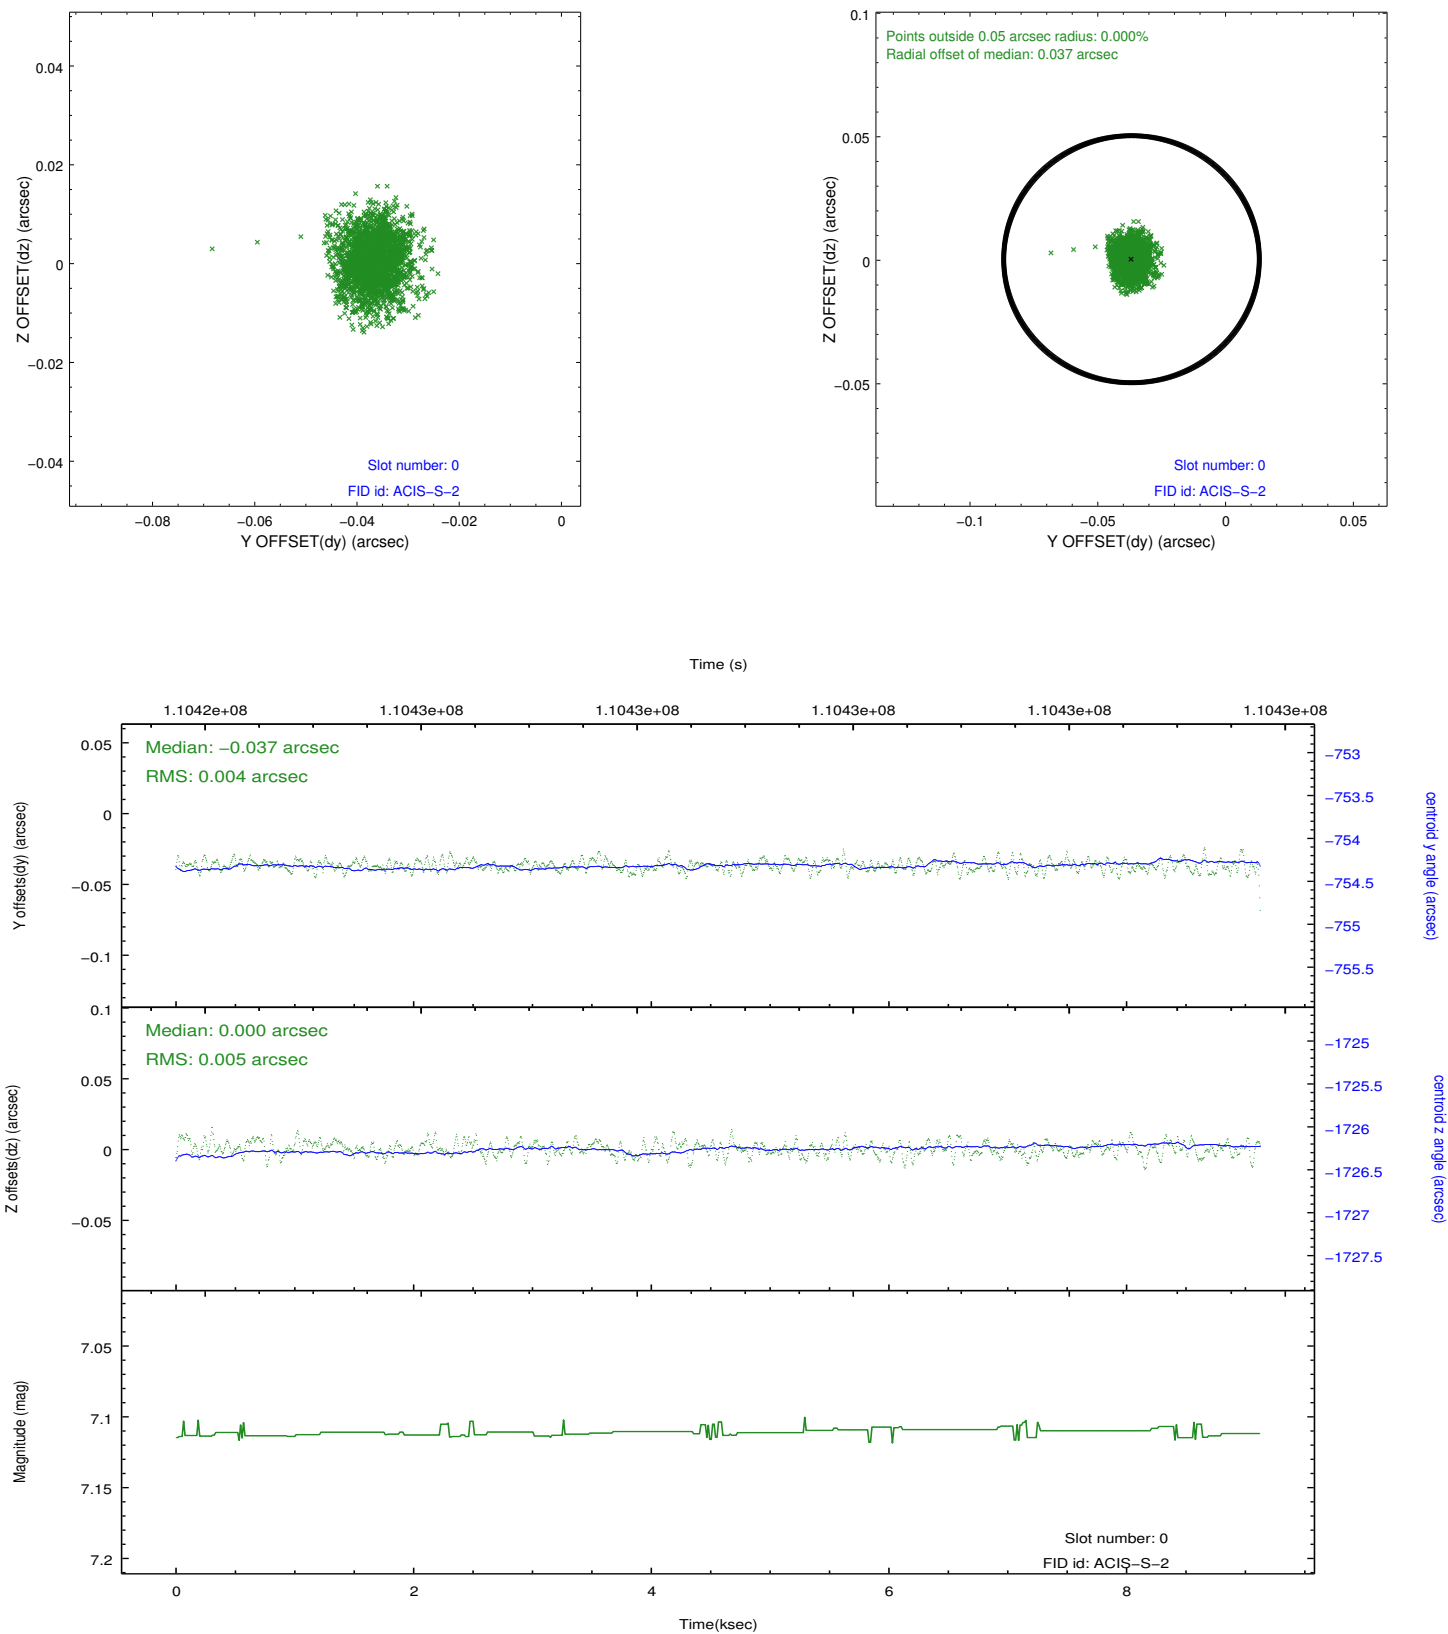 0.04
0.02
0
−0.02
−0.04
Z OFFSET(dz) (arcsec)
Slot number: 0
FID id: ACIS−S−2
−0.08
−0.06
−0.04
−0.02
0
Y OFFSET(dy) (arcsec)
0.1
0.05
0
−0.05
Z OFFSET(dz) (arcsec)
Points outside 0.05 arcsec radius: 0.000%
Radial offset of median: 0.037 arcsec
Slot number: 0
FID id: ACIS−S−2
−0.1
−0.05
0
0.05
Y OFFSET(dy) (arcsec)
Time (s)
1.1042e+08
1.1043e+08
1.1043e+08
1.1043e+08
1.1043e+08
1.1043e+08
0.05
0
−0.05
−0.1
Y offsets(dy) (arcsec)
Median: −0.037 arcsec
RMS: 0.004 arcsec
−753
−753.5
−754
−754.5
−755
−755.5
centroid y angle (arcsec)
0.1
0.05
0
−0.05
Z offsets(dz) (arcsec)
Median: 0.000 arcsec
RMS: 0.005 arcsec
−1725
−1725.5
−1726
−1726.5
−1727
−1727.5
centroid z angle (arcsec)
7.05
7.1
7.15
7.2
Magnitude (mag)
Slot number: 0
FID id: ACIS−S−2
0
2
4
6
8
Time(ksec)